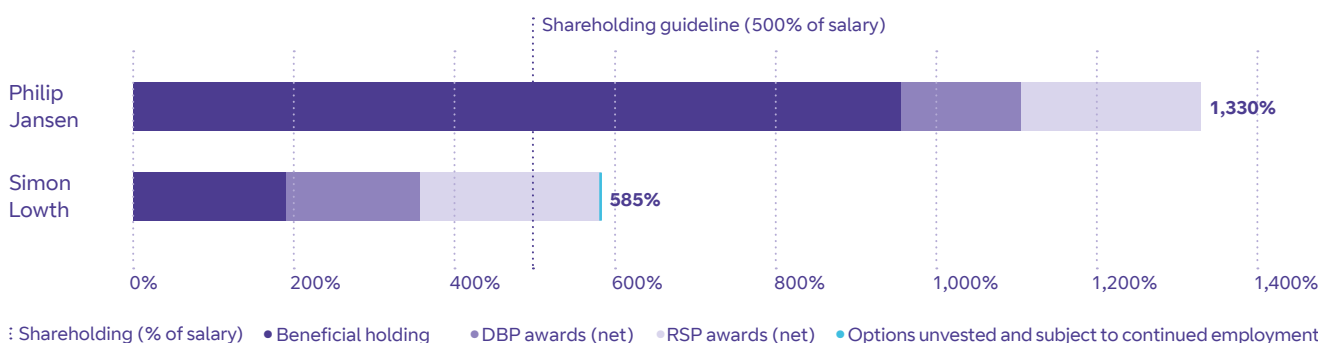 Shareholding guideline (500% of salary)
Philip
Jansen
1,330%
Simon
Lowth
585%
0% 200% 400% 600% 800% 1,000% 1,200% 1,400%
Shareholding (% of salary) • Beneficial holding • DBP awards (net) • RSP awards (net) • Options unvested and subject to continued employment